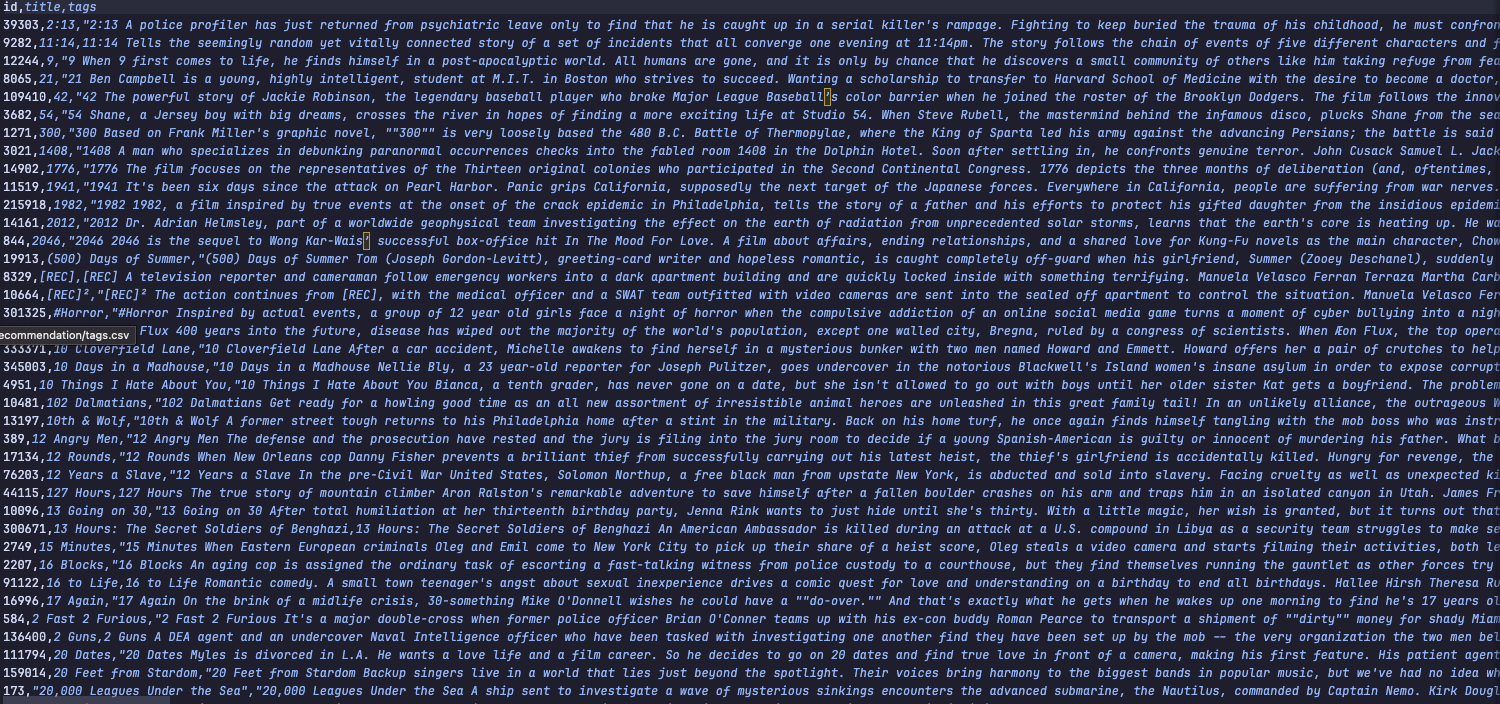 id,title,tags
39303,2:13,"2:13 A police profiler has just returned from psychiatric leave only to find that he is caught up in a serial killer's rampage. Fighting to keep buried the trauma of his childhood, he must
9282,11:14,11:14 Tells the seemingly random yet vitally connected story of a set of incidents that all converge one evening at 11:14pm. The story follows the chain of events of five different characters and
12244,9,"9 When 9 first comes to life, he finds himself in a post-apocalyptic world. All humans are gone, and it is only by chance that he discovers a small community of others like him taking refuge from
8065,21,"21 Ben Campbell is a young, highly intelligent, student at M.I.T. in Boston who strives to succeed. Wanting a scholarship to transfer to Harvard School of Medicine with the desire to become a doctor,
109410,42,"42 The powerful story of Jackie Robinson, the legendary baseball player who broke Major League Baseball’s color barrier when he joined the roster of the Brooklyn Dodgers. The film follows the
3682,54,"54 Shane, a Jersey boy with big dreams, crosses the river in hopes of finding a more exciting life at Studio 54. When Steve Rubell, the mastermind behind the infamous disco, plucks Shane from the
1271,300,"300 Based on Frank Miller's graphic novel, ""300"" is very loosely based the 480 B.C. Battle of Thermopylae, where the King of Sparta led his army against the advancing Persians; the battle is said
3021,1408,"1408 A man who specializes in debunking paranormal occurrences checks into the fabled room 1408 in the Dolphin Hotel. Soon after settling in, he confronts genuine terror. John Cusack Samuel L.
14902,1776,"1776 The film focuses on the representatives of the Thirteen original colonies who participated in the Second Continental Congress. 1776 depicts the three months of deliberation (and, oftentimes,
11519,1941,"1941 It's been six days since the attack on Pearl Harbor. Panic grips California, supposedly the next target of the Japanese forces. Everywhere in California, people are suffering from war nerves.
215918,1982,"1982 1982, a film inspired by true events at the onset of the crack epidemic in Philadelphia, tells the story of a father and his efforts to protect his gifted daughter from the insidious
14161,2012,"2012 Dr. Adrian Helmsley, part of a worldwide geophysical team investigating the effect on the earth of radiation from unprecedented solar storms, learns that the earth's core is heating up. He
844,2046,"2046 2046 is the sequel to Wong Kar-Wais’ successful box-office hit In The Mood For Love. A film about affairs, ending relationships, and a shared love for Kung-Fu novels as the main character,
19913,(500) Days of Summer,"(500) Days of Summer Tom (Joseph Gordon-Levitt), greeting-card writer and hopeless romantic, is caught completely off-guard when his girlfriend, Summer (Zooey Deschanel), suddenly
8329,[REC],[REC] A television reporter and cameraman follow emergency workers into a dark apartment building and are quickly locked inside with something terrifying. Manuela Velasco Ferran Terraza Martha
10664,[REC]²,"[REC]² The action continues from [REC], with the medical officer and a SWAT team outfitted with video cameras are sent into the sealed off apartment to control the situation. Manuela Velasco
301325,#Horror,"#Horror Inspired by actual events, a group of 12 year old girls face a night of horror when the compulsive addiction of an online social media game turns a moment of cyber bullying into a
ecommendation/tags.csv Flux 400 years into the future, disease has wiped out the majority of the world's population, except one walled city, Bregna, ruled by a congress of scientists. When Æon Flux, the top
333371,10 Cloverfield Lane,"10 Cloverfield Lane After a car accident, Michelle awakens to find herself in a mysterious bunker with two men named Howard and Emmett. Howard offers her a pair of crutches to help
345003,10 Days in a Madhouse,"10 Days in a Madhouse Nellie Bly, a 23 year-old reporter for Joseph Pulitzer, goes undercover in the notorious Blackwell's Island women's insane asylum in order to expose
4951,10 Things I Hate About You,"10 Things I Hate About You Bianca, a tenth grader, has never gone on a date, but she isn't allowed to go out with boys until her older sister Kat gets a boyfriend. The
10481,102 Dalmatians,"102 Dalmatians Get ready for a howling good time as an all new assortment of irresistible animal heroes are unleashed in this great family tail! In an unlikely alliance, the outrageous
13197,10th & Wolf,"10th & Wolf A former street tough returns to his Philadelphia home after a stint in the military. Back on his home turf, he once again finds himself tangling with the mob boss who was
389,12 Angry Men,"12 Angry Men The defense and the prosecution have rested and the jury is filing into the jury room to decide if a young Spanish-American is guilty or innocent of murdering his father. What
17134,12 Rounds,"12 Rounds When New Orleans cop Danny Fisher prevents a brilliant thief from successfully carrying out his latest heist, the thief's girlfriend is accidentally killed. Hungry for revenge, the
76203,12 Years a Slave,"12 Years a Slave In the pre-Civil War United States, Solomon Northup, a free black man from upstate New York, is abducted and sold into slavery. Facing cruelty as well as unexpected
44115,127 Hours,127 Hours The true story of mountain climber Aron Ralston's remarkable adventure to save himself after a fallen boulder crashes on his arm and traps him in an isolated canyon in Utah. James
10096,13 Going on 30,"13 Going on 30 After total humiliation at her thirteenth birthday party, Jenna Rink wants to just hide until she's thirty. With a little magic, her wish is granted, but it turns out that
300671,13 Hours: The Secret Soldiers of Benghazi,13 Hours: The Secret Soldiers of Benghazi An American Ambassador is killed during an attack at a U.S. compound in Libya as a security team struggles to make
2749,15 Minutes,"15 Minutes When Eastern European criminals Oleg and Emil come to New York City to pick up their share of a heist score, Oleg steals a video camera and starts filming their activities, both
2207,16 Blocks,"16 Blocks An aging cop is assigned the ordinary task of escorting a fast-talking witness from police custody to a courthouse, but they find themselves running the gauntlet as other forces try
91122,16 to Life,16 to Life Romantic comedy. A small town teenager's angst about sexual inexperience drives a comic quest for love and understanding on a birthday to end all birthdays. Hallee Hirsh Theresa
16996,17 Again,"17 Again On the brink of a midlife crisis, 30-something Mike O'Donnell wishes he could have a ""do-over."" And that's exactly what he gets when he wakes up one morning to find he's 17 years
584,2 Fast 2 Furious,"2 Fast 2 Furious It's a major double-cross when former police officer Brian O'Conner teams up with his ex-con buddy Roman Pearce to transport a shipment of ""dirty"" money for shady
136400,2 Guns,2 Guns A DEA agent and an undercover Naval Intelligence officer who have been tasked with investigating one another find they have been set up by the mob -- the very organization the two men
111794,20 Dates,"20 Dates Myles is divorced in L.A. He wants a love life and a film career. So he decides to go on 20 dates and find true love in front of a camera, making his first feature. His patient
159014,20 Feet from Stardom,"20 Feet from Stardom Backup singers live in a world that lies just beyond the spotlight. Their voices bring harmony to the biggest bands in popular music, but we've had no idea
173,"20,000 Leagues Under the Sea","20,000 Leagues Under the Sea A ship sent to investigate a wave of mysterious sinkings encounters the advanced submarine, the Nautilus, commanded by Captain Nemo. Kirk